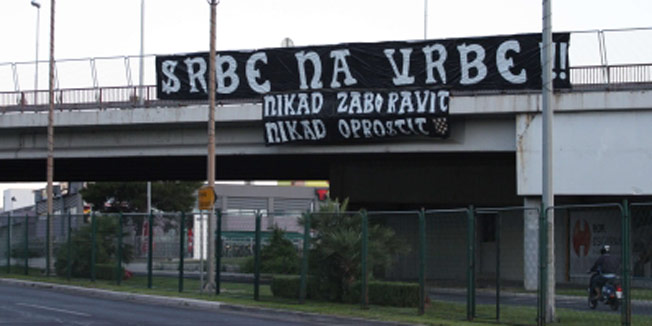 SRBE NA VRBE!!
NIKAD ZABORAVIT
NIKAD OPROSTIT